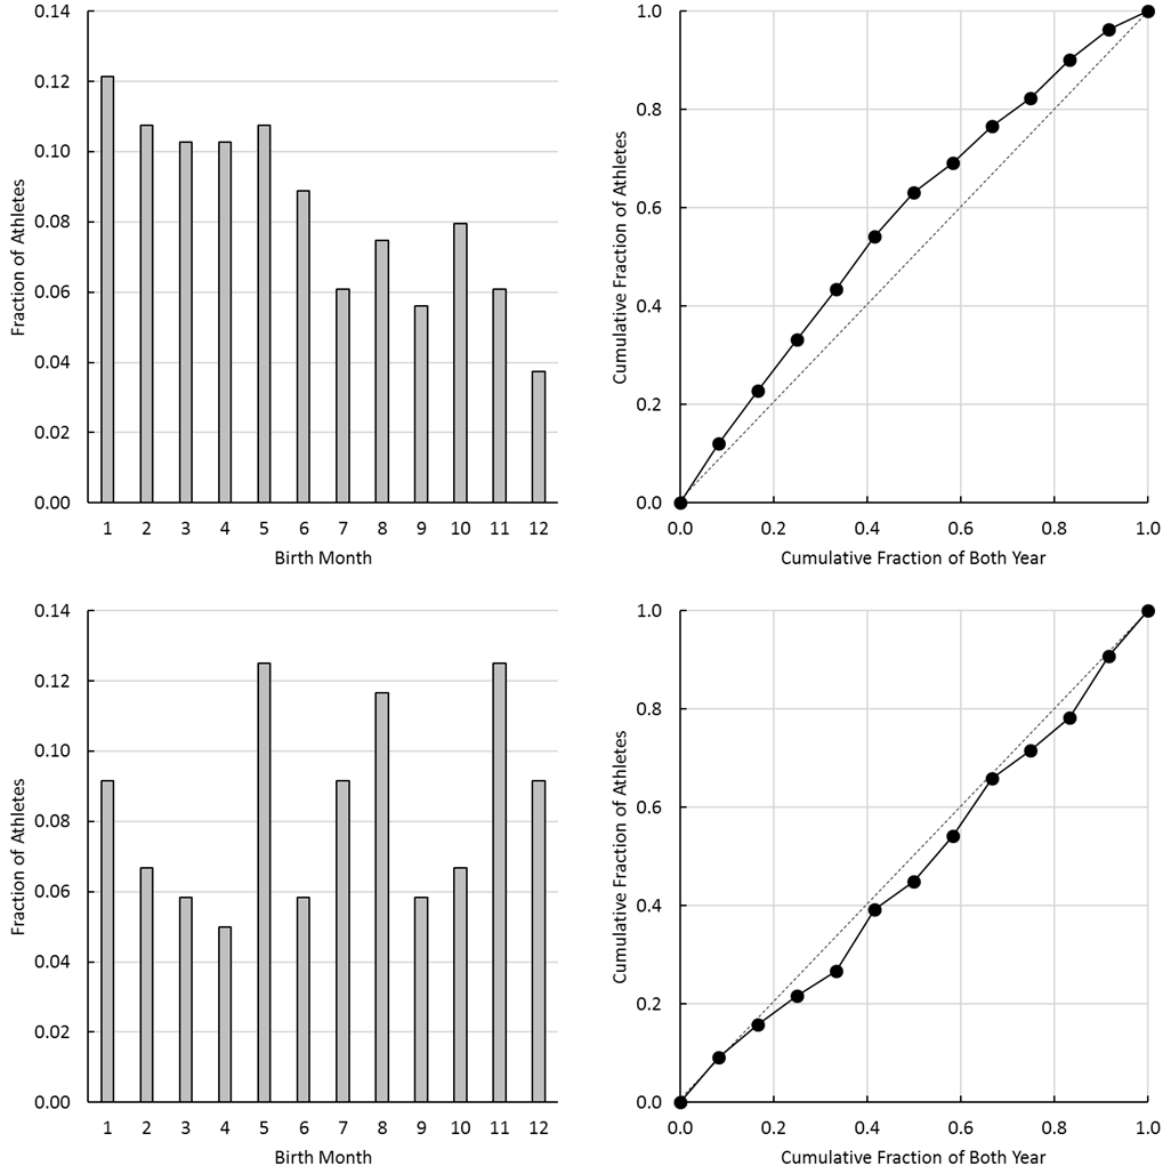 0.14
0.12
0.10
0.08
0.06
0.04
0.02
0.00
Fraction of Athletes
1 2 3 4 5 6 7 8 9 10 11 12
Birth Month
1.0
0.8
0.6
0.4
0.2
0.0
Cumulative Fraction of Athletes
0.0 0.2 0.4 0.6 0.8 1.0
Cumulative Fraction of Both Year
0.14
0.12
0.10
0.08
0.06
0.04
0.02
0.00
Fraction of Athletes
1 2 3 4 5 6 7 8 9 10 11 12
Birth Month
1.0
0.8
0.6
0.4
0.2
0.0
Cumulative Fraction of Athletes
0.0 0.2 0.4 0.6 0.8 1.0
Cumulative Fraction of Both Year